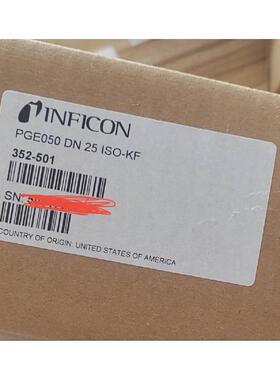 INFICON
PGE050 DN 25 ISO-KF
352-501
SN
COUNTRY OF ORIGIN: UNITED STATES OF AMERICA